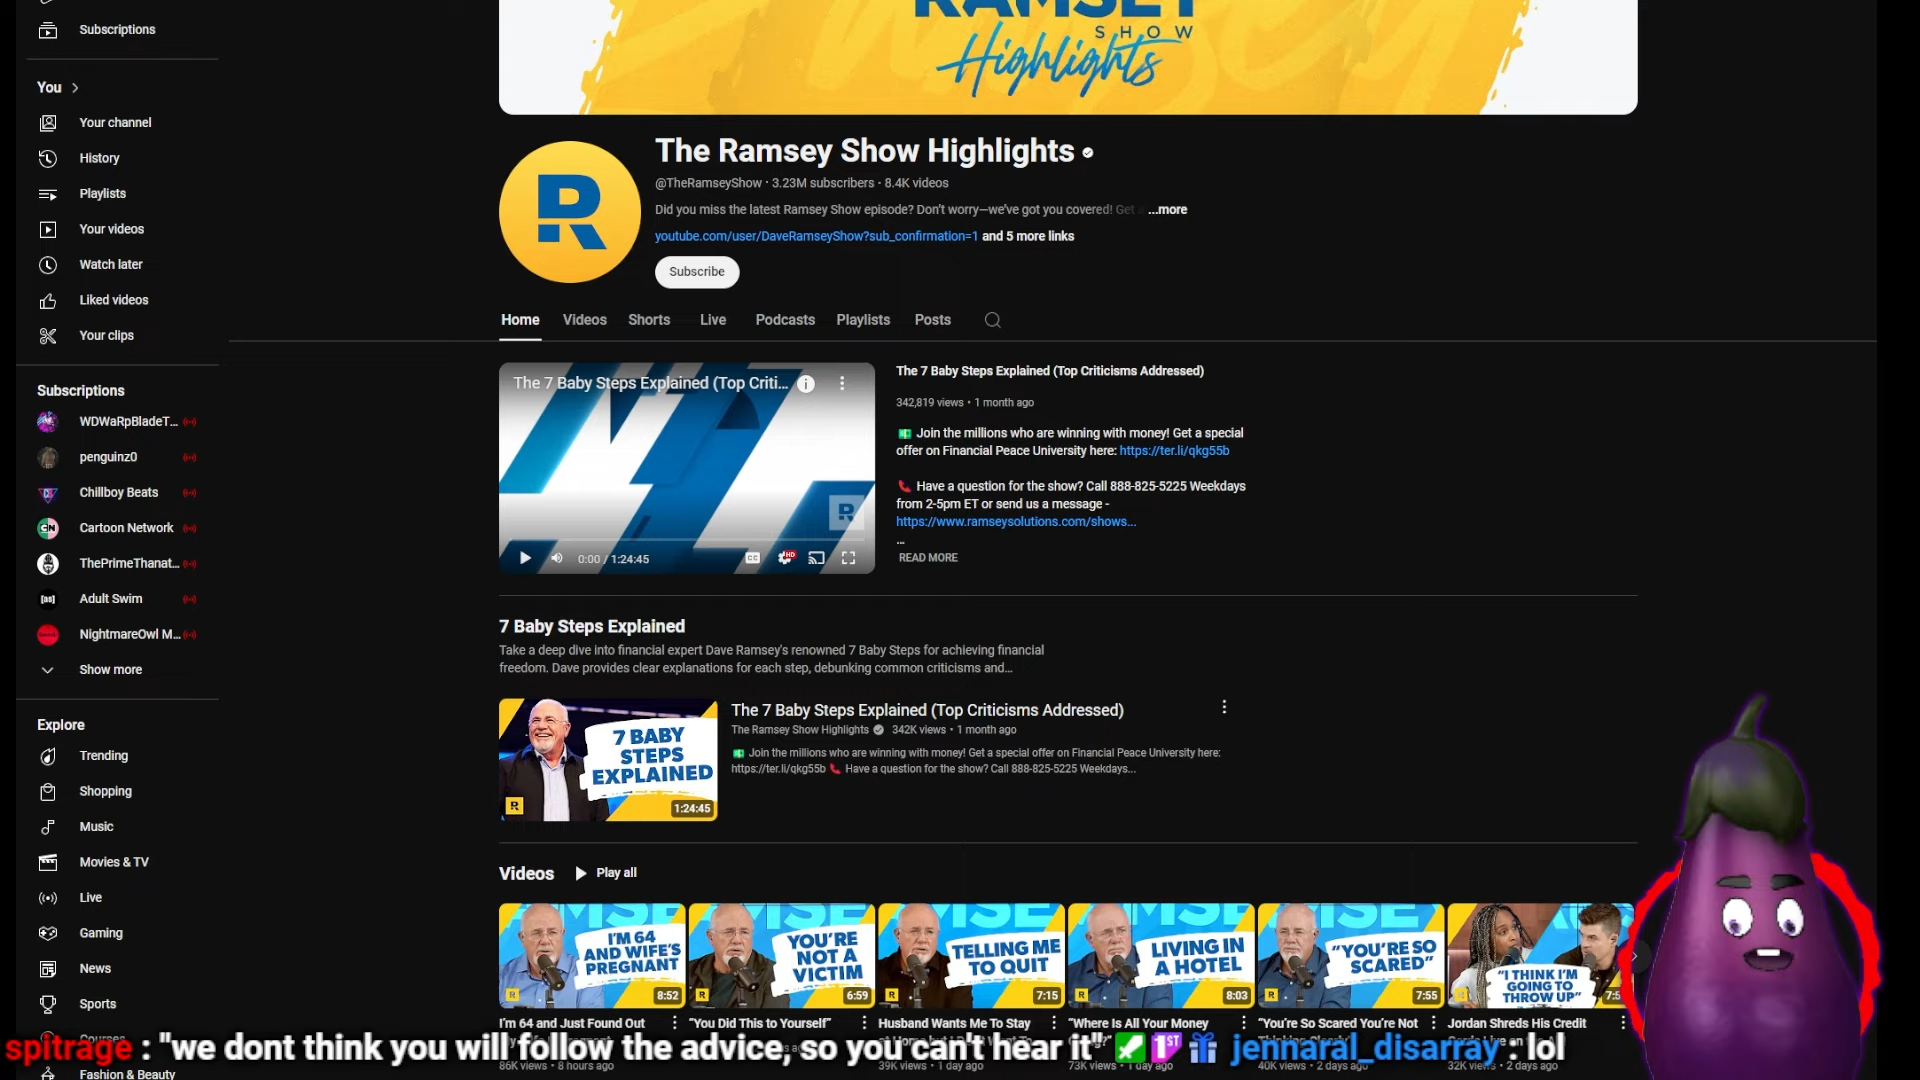 RAMSEY
SHOW
Highlights
Subscriptions
You
Your channel
History
Playlists
Your videos
Watch later
Liked videos
Your clips
Subscriptions
WDWaRpBladeT...
penguinz0
Chillboy Beats
Cartoon Network
ThePrimeThanat...
Adult Swim
NightmareOwl M...
Show more
Explore
Trending
Shopping
Music
Movies & TV
Live
Gaming
News
Sports
Courses
Fashion & Beauty
The Ramsey Show Highlights
@TheRamseyShow · 3.23M subscribers · 8.4K videos
Did you miss the latest Ramsey Show episode? Don't worry—we've got you covered! Get a ...more
youtube.com/user/DaveRamseyShow?sub_confirmation=1 and 5 more links
Subscribe
Home Videos Shorts Live Podcasts Playlists Posts
The 7 Baby Steps Explained (Top Criti...
0:00 / 1:24:45
CC HD
The 7 Baby Steps Explained (Top Criticisms Addressed)
342,819 views · 1 month ago
Join the millions who are winning with money! Get a special
offer on Financial Peace University here: https://ter.li/qkg55b
Have a question for the show? Call 888-825-5225 Weekdays
from 2-5pm ET or send us a message -
https://www.ramseysolutions.com/shows...
...
READ MORE
7 Baby Steps Explained
Take a deep dive into financial expert Dave Ramsey's renowned 7 Baby Steps for achieving financial
freedom. Dave provides clear explanations for each step, debunking common criticisms and...
7 BABY
STEPS
EXPLAINED
1:24:45
The 7 Baby Steps Explained (Top Criticisms Addressed)
The Ramsey Show Highlights 342K views · 1 month ago
Join the millions who are winning with money! Get a special offer on Financial Peace University here:
https://ter.li/qkg55b Have a question for the show? Call 888-825-5225 Weekdays...
Videos Play all
I'M 64
AND WIFE'S
PREGNANT
8:52
YOU'RE
NOT A
VICTIM
6:59
TELLING ME
TO QUIT
7:15
LIVING IN
A HOTEL
8:03
"YOU'RE SO
SCARED"
7:55
"I THINK I'M
GOING TO
THROW UP"
I'm 64 and Just Found Out
"You Did This to Yourself"
Husband Wants Me To Stay
"Where Is All Your Money
"You're So Scared You're Not
Jordan Shreds His Credit
86K views · 8 hours ago
39K views · 1 day ago
73K views · 1 day ago
40K views · 2 days ago
32K views · 2 days ago
spitrage : "we dont think you will follow the advice, so you can't hear it" 1ST jennaral_disarray : lol